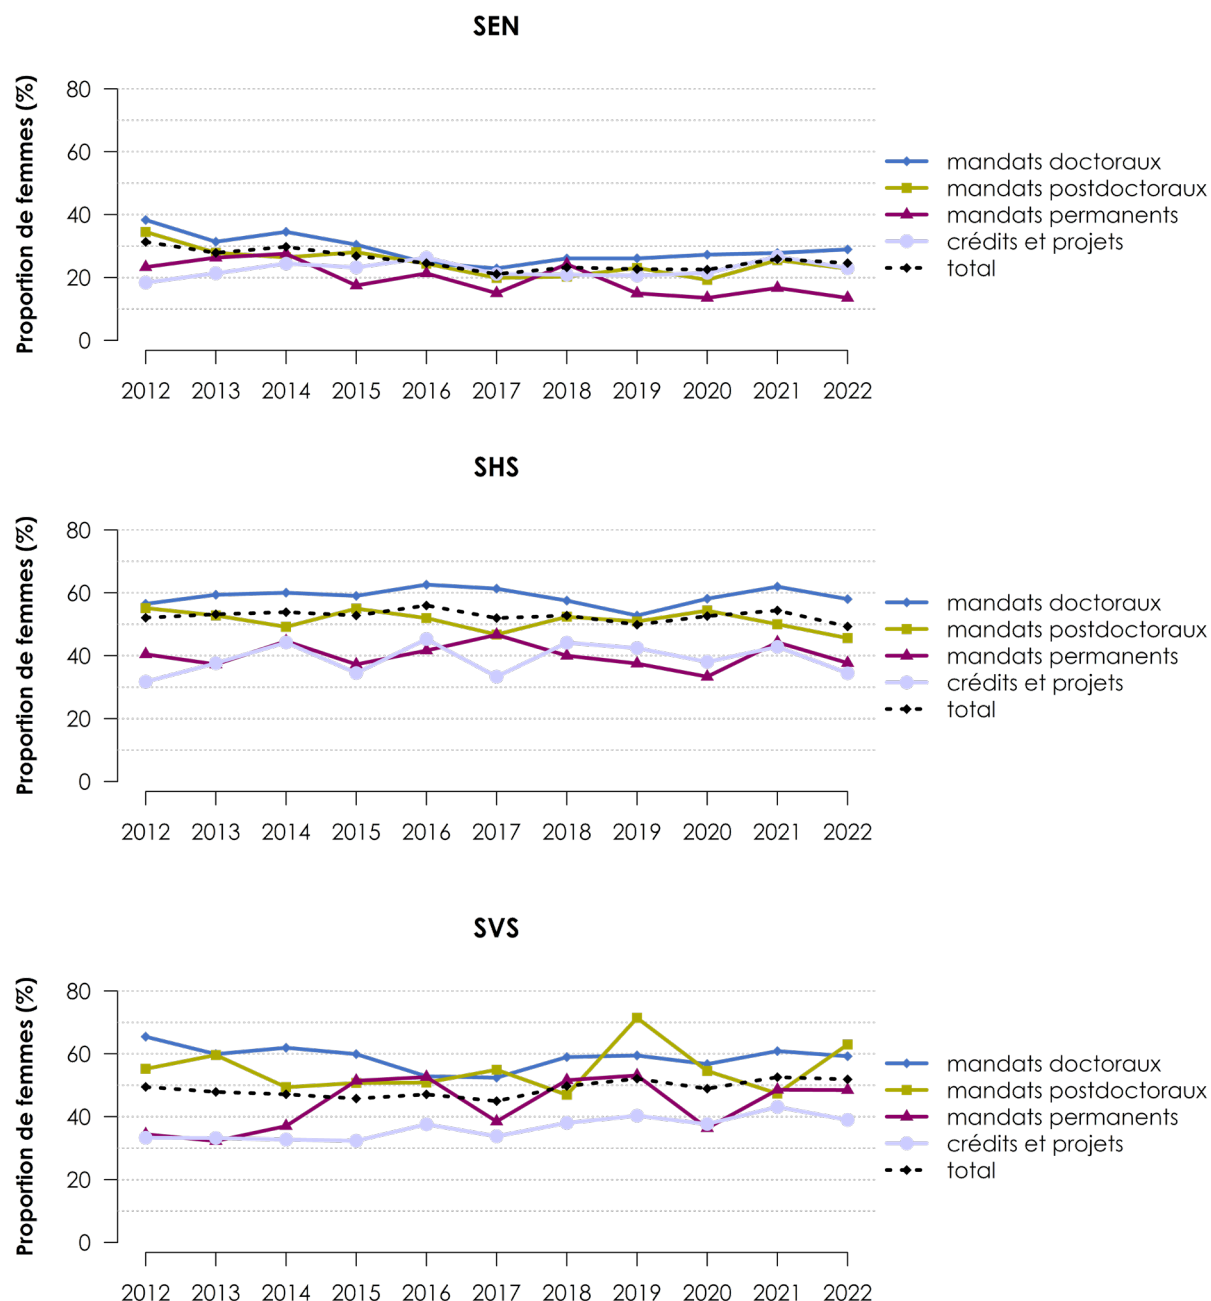 SEN
Proportion de femmes (%)
80
60
40
20
0
2012 2013 2014 2015 2016 2017 2018 2019 2020 2021 2022
mandats doctoraux
mandats postdoctoraux
mandats permanents
crédits et projets
total
SHS
Proportion de femmes (%)
80
60
40
20
0
2012 2013 2014 2015 2016 2017 2018 2019 2020 2021 2022
mandats doctoraux
mandats postdoctoraux
mandats permanents
crédits et projets
total
SVS
Proportion de femmes (%)
80
60
40
20
0
2012 2013 2014 2015 2016 2017 2018 2019 2020 2021 2022
mandats doctoraux
mandats postdoctoraux
mandats permanents
crédits et projets
total